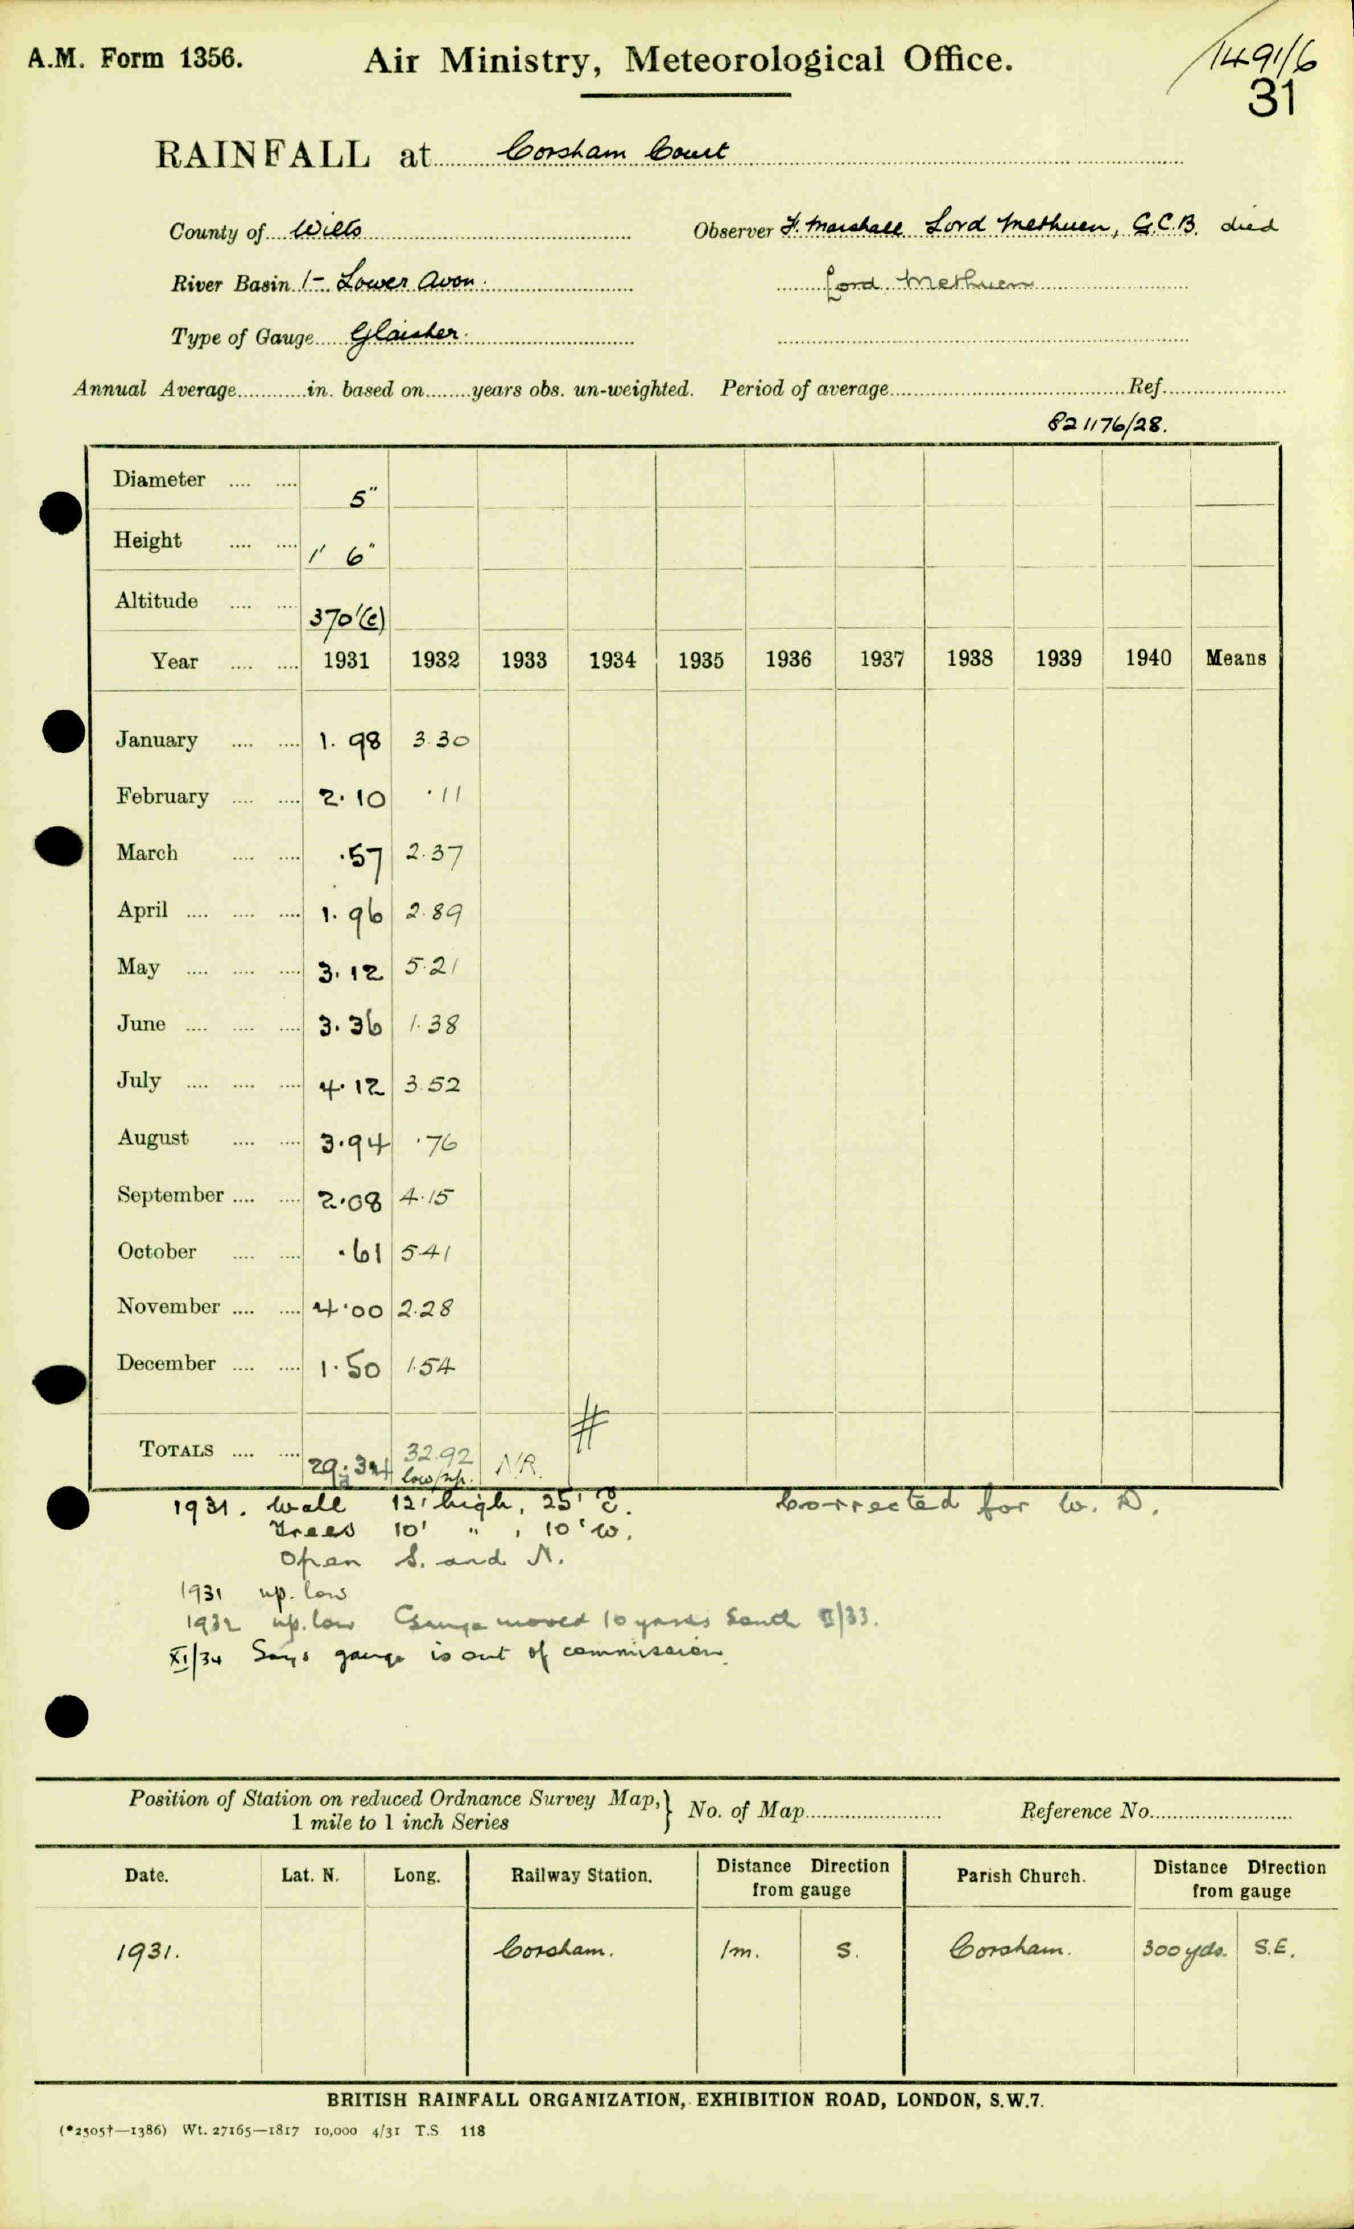 A.M. Form 1356.
Air Ministry, Meteorological Office.
1491/6
31
RAINFALL at Corsham Court
County of Wilts
Observer F. Marshall Lord Methuen, G.C.B. died
River Basin 1- Lower Avon.
Lord Methuen
Type of Gauge Glaisher.
Annual Average............in. based on........years obs. un-weighted. Period of average..........Ref..........
821176/28.
Diameter .... .... 5"
Height .... .... 1' 6"
Altitude .... .... 370'(c)
Year .... .... 1931 1932 1933 1934 1935 1936 1937 1938 1939 1940 Means
January .... .... 1.98 3.30
February .... .... 2.10 .11
March .... .... .57 2.37
April .... .... .... 1.96 2.89
May .... .... .... 3.12 5.21
June .... .... .... 3.36 1.38
July .... .... .... 4.12 3.52
August .... .... 3.94 .76
September .... .... 2.08 4.15
October .... .... .61 5.41
November .... .... 4.00 2.28
December .... .... 1.50 1.54
#
TOTALS .... .... 29.34 32.92 N.R.
low/up.
1931. Wall 12' high, 25' E. Corrected for W. D.
Trees 10' " , 10' W.
Open S. and N.
1931 up. low
1932 up. low Gauge moved 10 yards South II/33.
XI/34 Says gauge is out of commission.
Position of Station on reduced Ordnance Survey Map,} No. of Map.......... Reference No..........
1 mile to 1 inch Series
Date. Lat. N. Long. Railway Station. Distance Direction from gauge Parish Church. Distance Direction from gauge
1931. Corsham. 1m. S. Corsham. 300 yds. S.E.
BRITISH RAINFALL ORGANIZATION, EXHIBITION ROAD, LONDON, S.W.7.
(*2505†—1386) Wt. 27165—1817 10,000 4/31 T.S 118